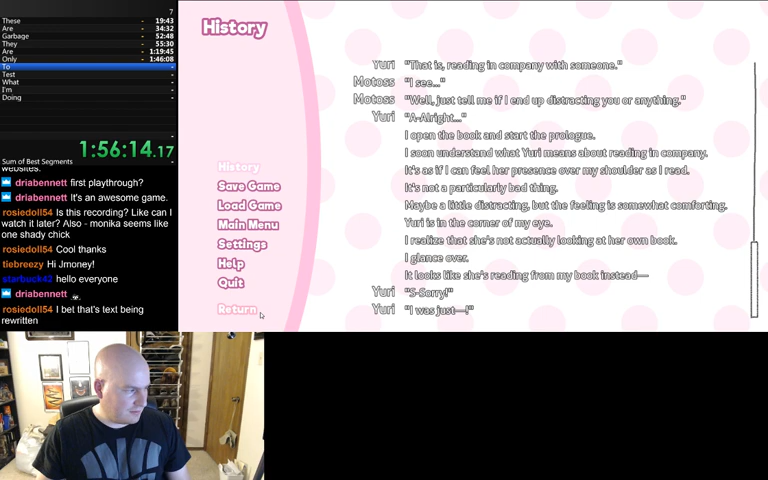 7
These - 19:43
Are - 34:32
Garbage - 52:48
They - 55:30
Are - 1:19:45
Only - 1:46:08
To -
Test -
What -
I'm -
Doing -
-
1:56:14.17
Sum of Best Segments -
websites.
driabennett first playthrough?
driabennett It's an awesome game.
rosiedoll54 Is this recording? Like can I
watch it later? Also - monika seems like
one shady chick
rosiedoll54 Cool thanks
tiebreezy Hi Jmoney!
starbuck42 hello everyone
driabennett
rosiedoll54 I bet that's text being
rewritten
History
History
Save Game
Load Game
Main Menu
Settings
Help
Quit
Return
Yuri "That is, reading in company with someone."
Motoss "I see..."
Motoss "Well, just tell me if I end up distracting you or anything."
Yuri "A-Alright..."
I open the book and start the prologue.
I soon understand what Yuri means about reading in company.
It's as if I can feel her presence over my shoulder as I read.
It's not a particularly bad thing.
Maybe a little distracting, but the feeling is somewhat comforting.
Yuri is in the corner of my eye.
I realize that she's not actually looking at her own book.
I glance over.
It looks like she's reading from my book instead—
Yuri "S-Sorry!"
Yuri "I was just—!"